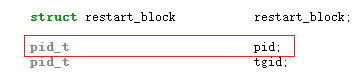 struct restart_block restart_block;
pid_t pid;
pid_t tgid;